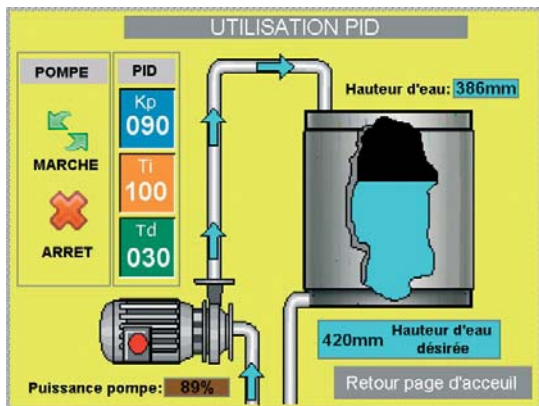 UTILISATION PID
POMPE
MARCHE
ARRET
PID
Kp
090
Ti
100
Td
030
Hauteur d'eau: 386mm
420mm Hauteur d'eau
désirée
Puissance pompe: 89%
Retour page d'acceuil